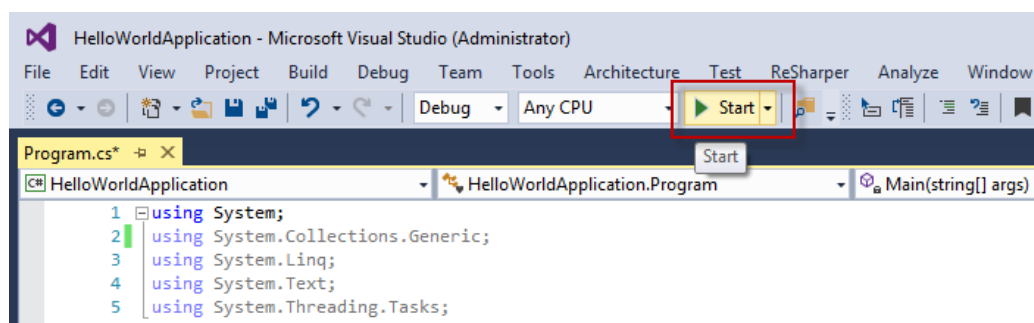 HelloWorldApplication - Microsoft Visual Studio (Administrator)
File Edit View Project Build Debug Team Tools Architecture Test ReSharper Analyze Window
Debug Any CPU Start
Program.cs*
Start
C# HelloWorldApplication HelloWorldApplication.Program Main(string[] args)
1 using System;
2 using System.Collections.Generic;
3 using System.Linq;
4 using System.Text;
5 using System.Threading.Tasks;